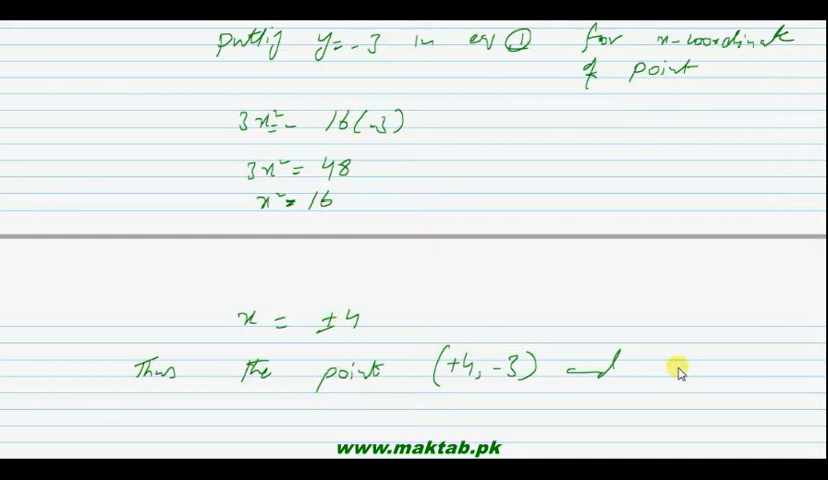 putting y=-3 in eq ① for x-coordinate
of point
3x²=- 16(-3)
3x² = 48
x² = 16
x = ±4
Thus the point (+4, -3) and
www.maktab.pk